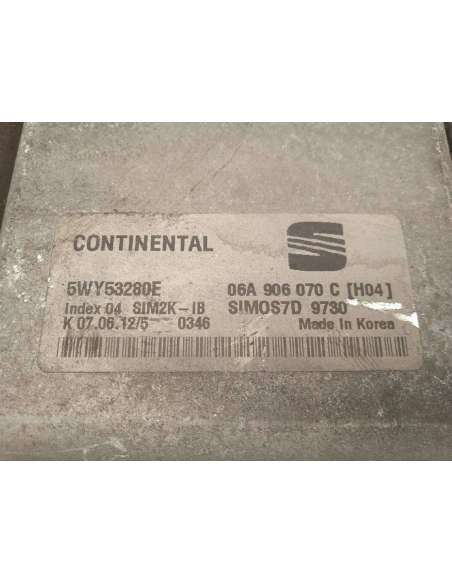 CONTINENTAL
5WY53280E 06A 906 070 C [H04]
Index 04 SIM2K-IB SIMOS7D 9730
K 07.06.12/5 0346 Made In Korea